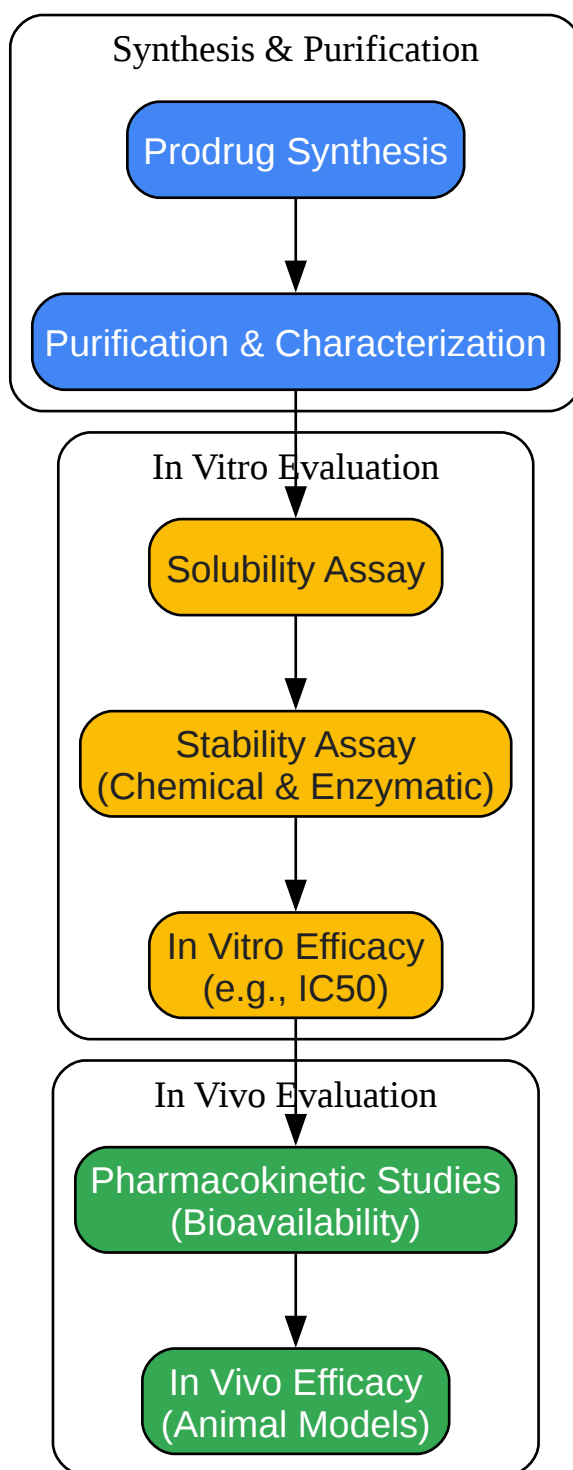 Synthesis & Purification
Prodrug Synthesis
Purification & Characterization
In Vitro Evaluation
Solubility Assay
Stability Assay
(Chemical & Enzymatic)
In Vitro Efficacy
(e.g., IC50)
In Vivo Evaluation
Pharmacokinetic Studies
(Bioavailability)
In Vivo Efficacy
(Animal Models)